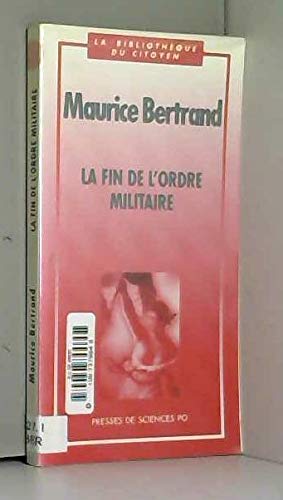 LA BIBLIOTHÈQUE
DU CITOYEN
Maurice Bertrand
LA FIN DE L'ORDRE
MILITAIRE
PRESSES DE SCIENCES PO
LA FIN DE L'ORDRE MILITAIRE
Maurice Bertrand